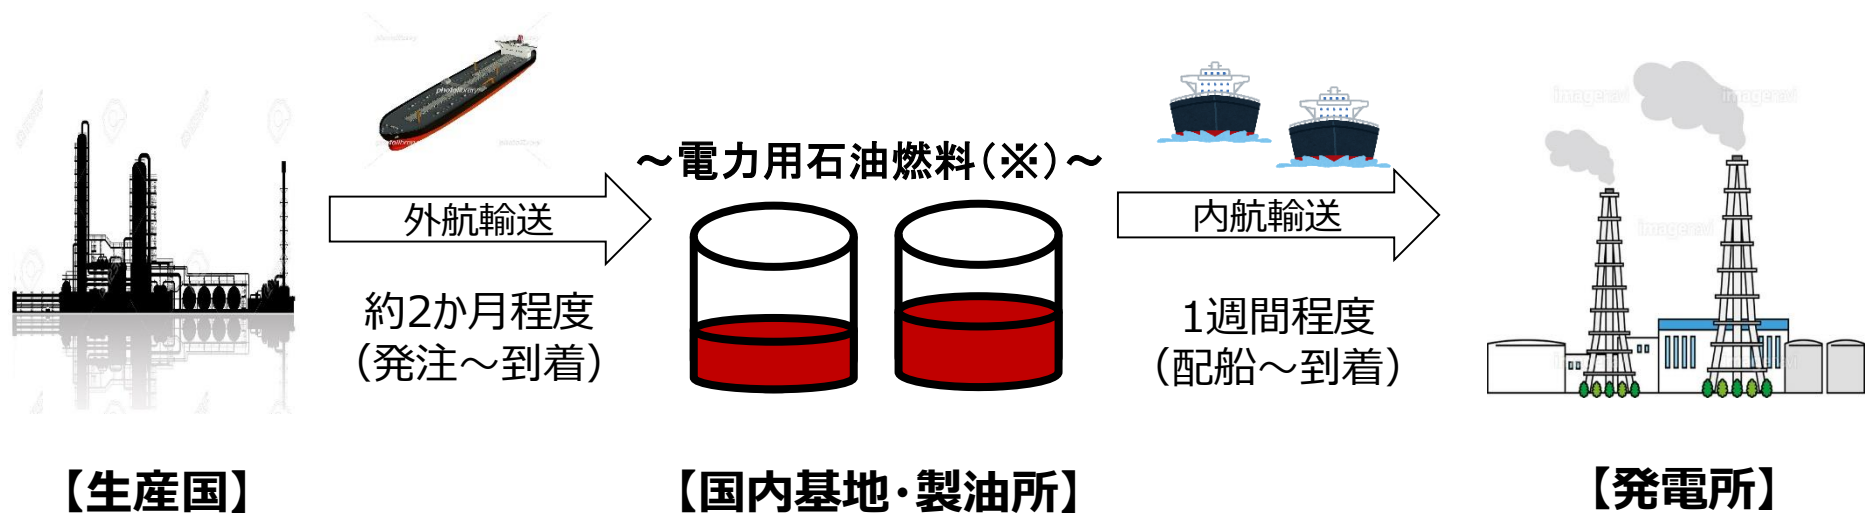 ～電力用石油燃料（※）～
外航輸送
約2か月程度
（発注～到着）
内航輸送
1週間程度
（配船～到着）
【生産国】
【国内基地・製油所】
【発電所】
photolibrary